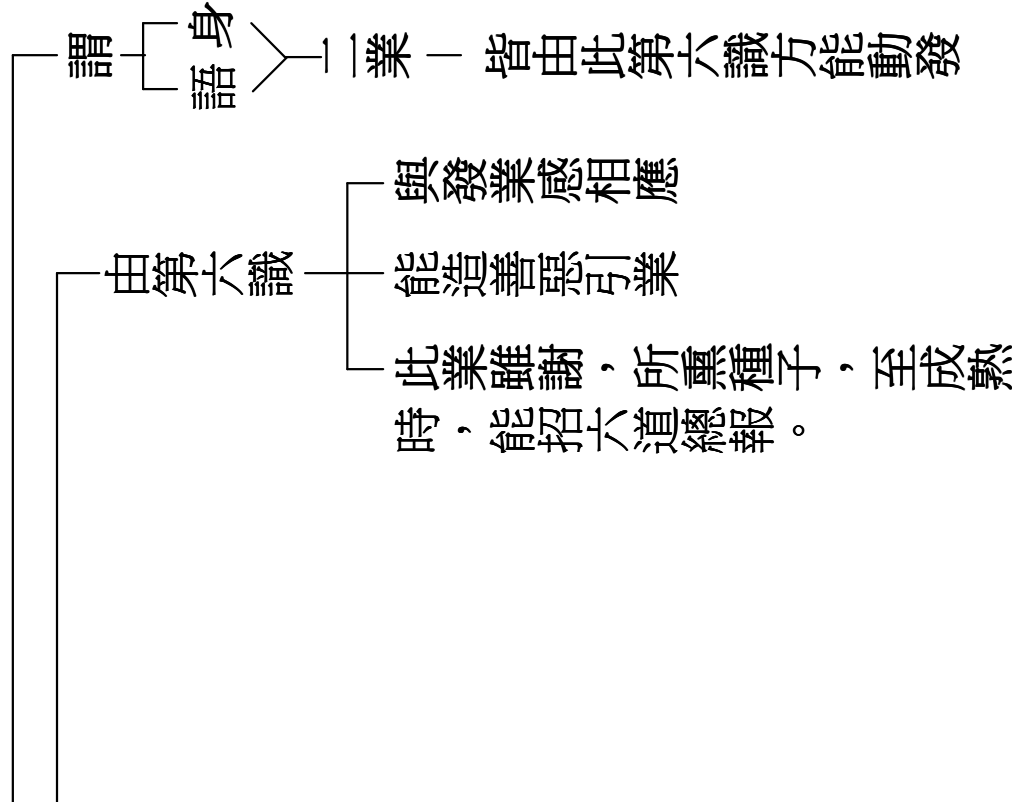 謂
身
語
二業
皆由此第六識方能動發
由第六識
與發業感相應
能造善惡引業
此業雖謝，所熏種子，至成熟
時，能招六道總報。